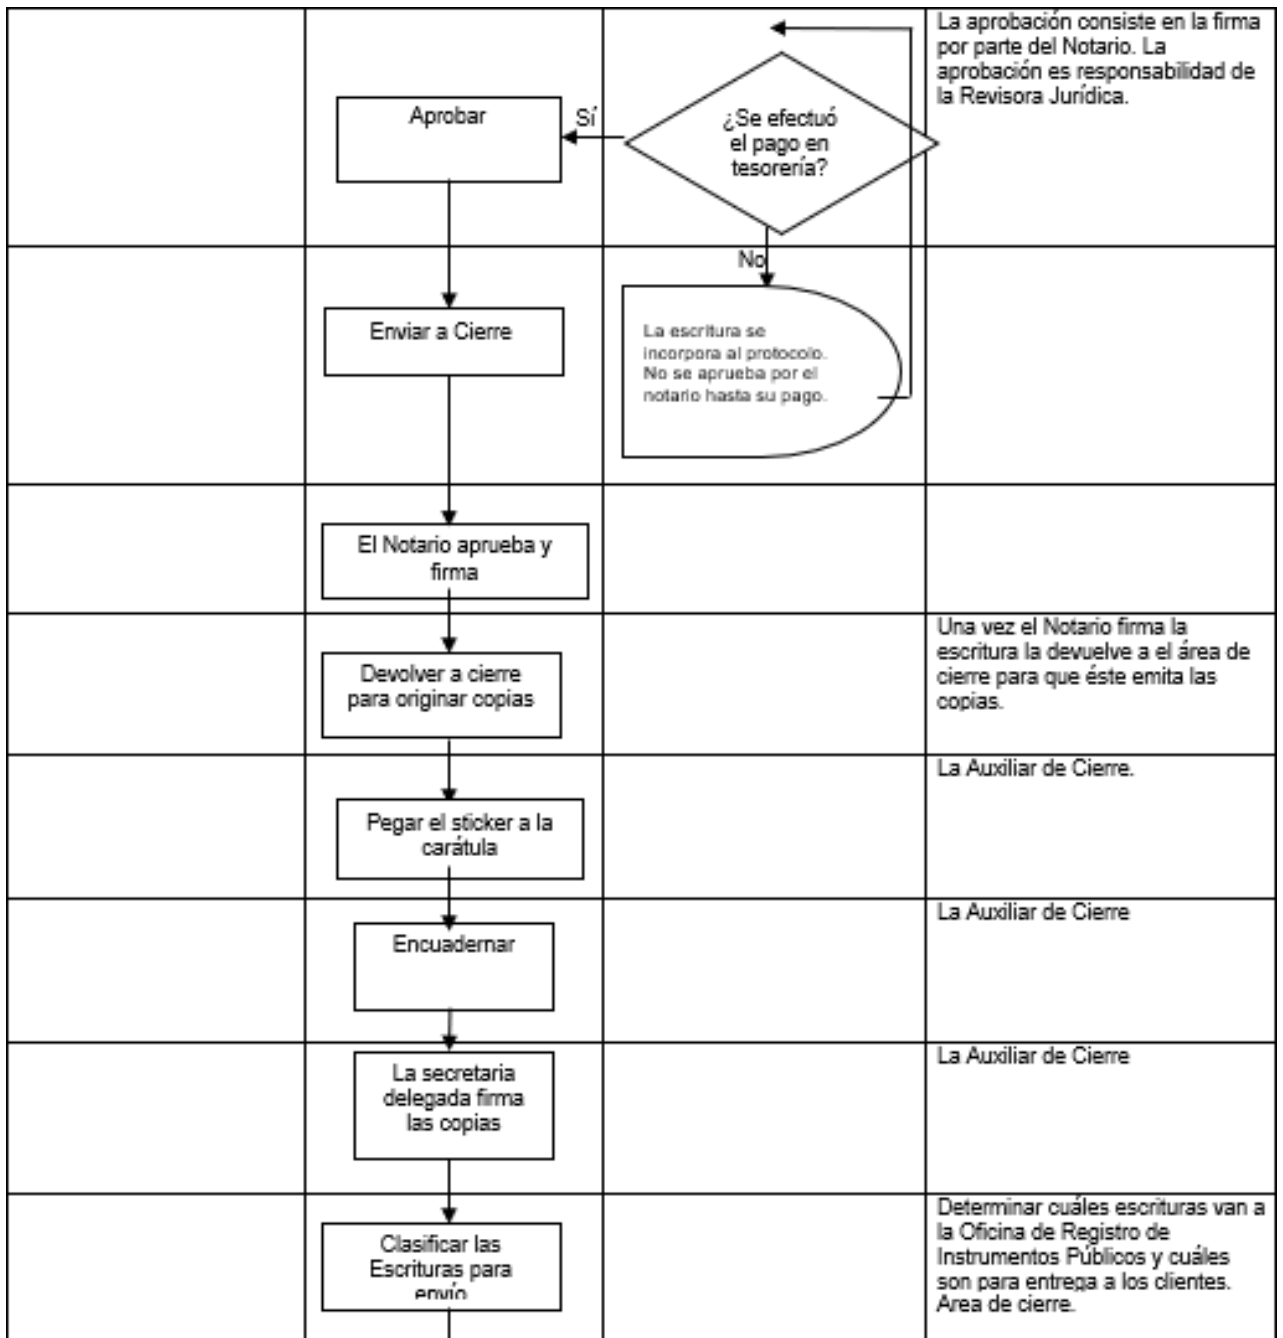 La aprobación consiste en la firma
por parte del Notario. La
aprobación es responsabilidad de
la Revisora Jurídica.
Aprobar
Sí
¿Se efectuó
el pago en
tesorería?
No
Enviar a Cierre
La escritura se
incorpora al protocolo.
No se aprueba por el
notario hasta su pago.
El Notario aprueba y
firma
Devolver a cierre
para originar copias
Una vez el Notario firma la
escritura la devuelve a el área de
cierre para que éste emita las
copias.
Pegar el sticker a la
carátula
La Auxiliar de Cierre.
Encuadernar
La Auxiliar de Cierre
La secretaria
delegada firma
las copias
La Auxiliar de Cierre
Clasificar las
Escrituras para
envío
Determinar cuáles escrituras van a
la Oficina de Registro de
Instrumentos Públicos y cuáles
son para entrega a los clientes.
Area de cierre.